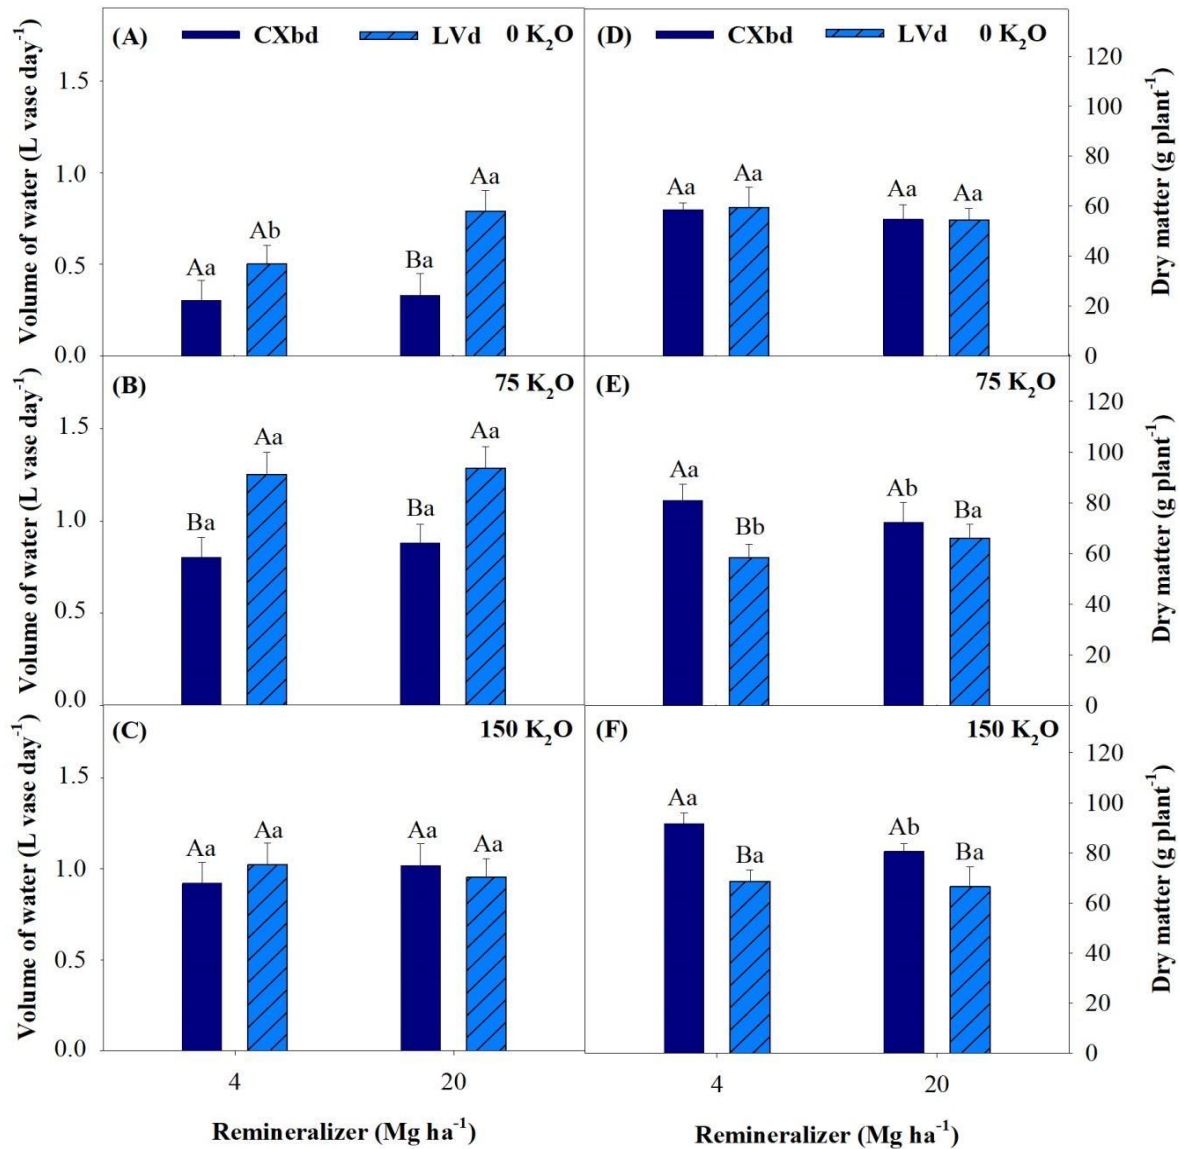 (A) CXbd LVd 0 K₂O
Volume of water (L vase day⁻¹)
1.5
1.0
0.5
0.0
Aa
Ab
Ba
Aa
(D) CXbd LVd 0 K₂O
Dry matter (g plant⁻¹)
120
100
80
60
40
20
0
Aa
Aa
Aa
Aa
(B) 75 K₂O
Volume of water (L vase day⁻¹)
1.5
1.0
0.5
0.0
Ba
Aa
Ba
Aa
(E) 75 K₂O
Dry matter (g plant⁻¹)
120
100
80
60
40
20
0
Aa
Bb
Ab
Ba
(C) 150 K₂O
Volume of water (L vase day⁻¹)
1.5
1.0
0.5
0.0
Aa
Aa
Aa
Aa
4 20
Remineralizer (Mg ha⁻¹)
(F) 150 K₂O
Dry matter (g plant⁻¹)
120
100
80
60
40
20
0
Aa
Ba
Ab
Ba
4 20
Remineralizer (Mg ha⁻¹)